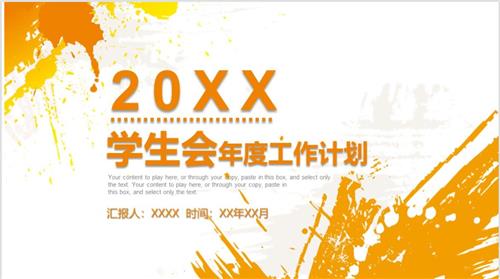 20XX
学生会年度工作计划
Your content to play here, or through your copy, paste in this box, and select only
the text. Your content to play here, or through your copy, paste in
this box, and select only the text.
汇报人：XXXX 时间：XX年XX月